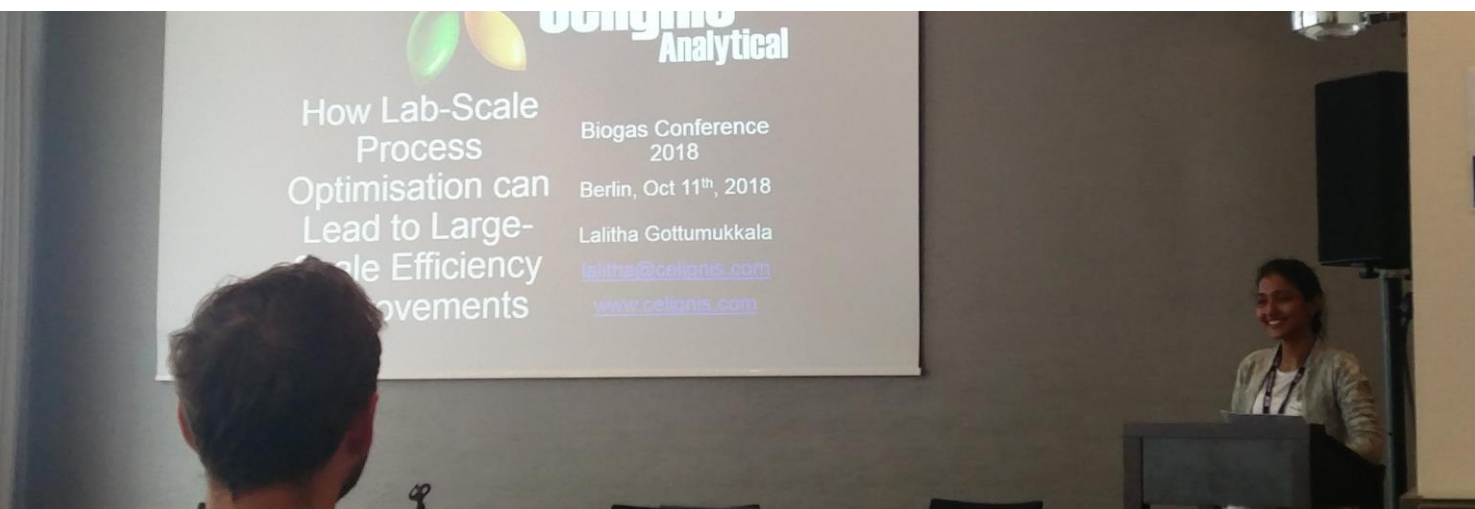 Analytical
How Lab-Scale
Process
Optimisation can
Lead to Large-
Efficiency
Biogas Conference
2018
Berlin, Oct 11th, 2018
Lalitha Gottumukkala
lalitha@celignis.com
www.celignis.com